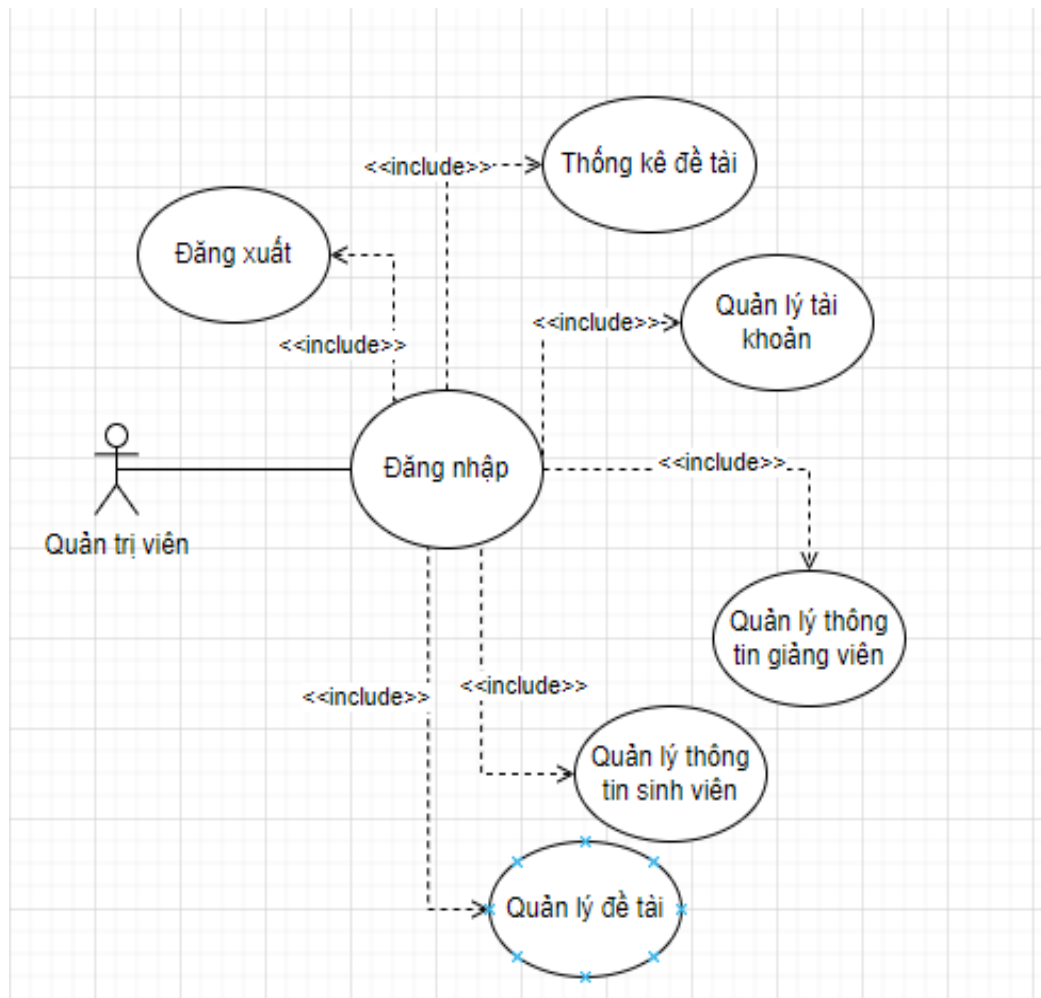 <<include>>
Thống kê đề tài
Đăng xuất
<<include>>
<<include>>
Quản lý tài
khoản
Đăng nhập
<<include>>
Quản trị viên
Quản lý thông
tin giảng viên
<<include>>
<<include>>
Quản lý thông
tin sinh viên
Quản lý đề tài